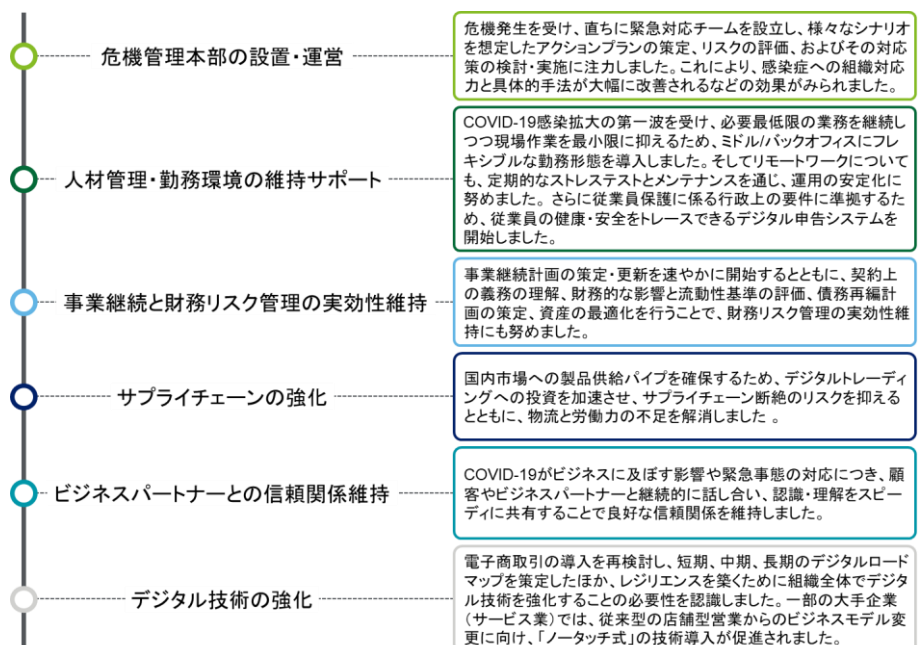 危機管理本部の設置・運営
危機発生を受け、直ちに緊急対応チームを設立し、様々なシナリオ
を想定したアクションプランの策定、リスクの評価、およびその対応
策の検討・実施に注力しました。これにより、感染症への組織対応
力と具体的手法が大幅に改善されるなどの効果がみられました。
人材管理・勤務環境の維持サポート
COVID-19感染拡大の第一波を受け、必要最低限の業務を継続し
つつ現場作業を最小限に抑えるため、ミドル/バックオフィスにフレ
キシブルな勤務形態を導入しました。そしてリモートワークについて
も、定期的なストレステストとメンテナンスを通じ、運用の安定化に
努めました。さらに従業員保護に係る行政上の要件に準拠するた
め、従業員の健康・安全をトレースできるデジタル申告システムを
開始しました。
事業継続と財務リスク管理の実効性維持
事業継続計画の策定・更新を速やかに開始するとともに、契約上
の義務の理解、財務的な影響と流動性基準の評価、債務再編計
画の策定、資産の最適化を行うことで、財務リスク管理の実効性維
持にも努めました。
サプライチェーンの強化
国内市場への製品供給パイプを確保するため、デジタルトレーディ
ングへの投資を加速させ、サプライチェーン断絶のリスクを抑える
とともに、物流と労働力の不足を解消しました 。
ビジネスパートナーとの信頼関係維持
COVID-19がビジネスに及ぼす影響や緊急事態の対応につき、顧
客やビジネスパートナーと継続的に話し合い、認識・理解をスピー
ディに共有することで良好な信頼関係を維持しました。
デジタル技術の強化
電子商取引の導入を再検討し、短期、中期、長期のデジタルロード
マップを策定したほか、レジリエンスを築くために組織全体でデジタ
ル技術を強化することの必要性を認識しました。一部の大手企業
（サービス業）では、従来型の店舗型営業からのビジネスモデル変
更に向け、「ノータッチ式」の技術導入が促進されました。